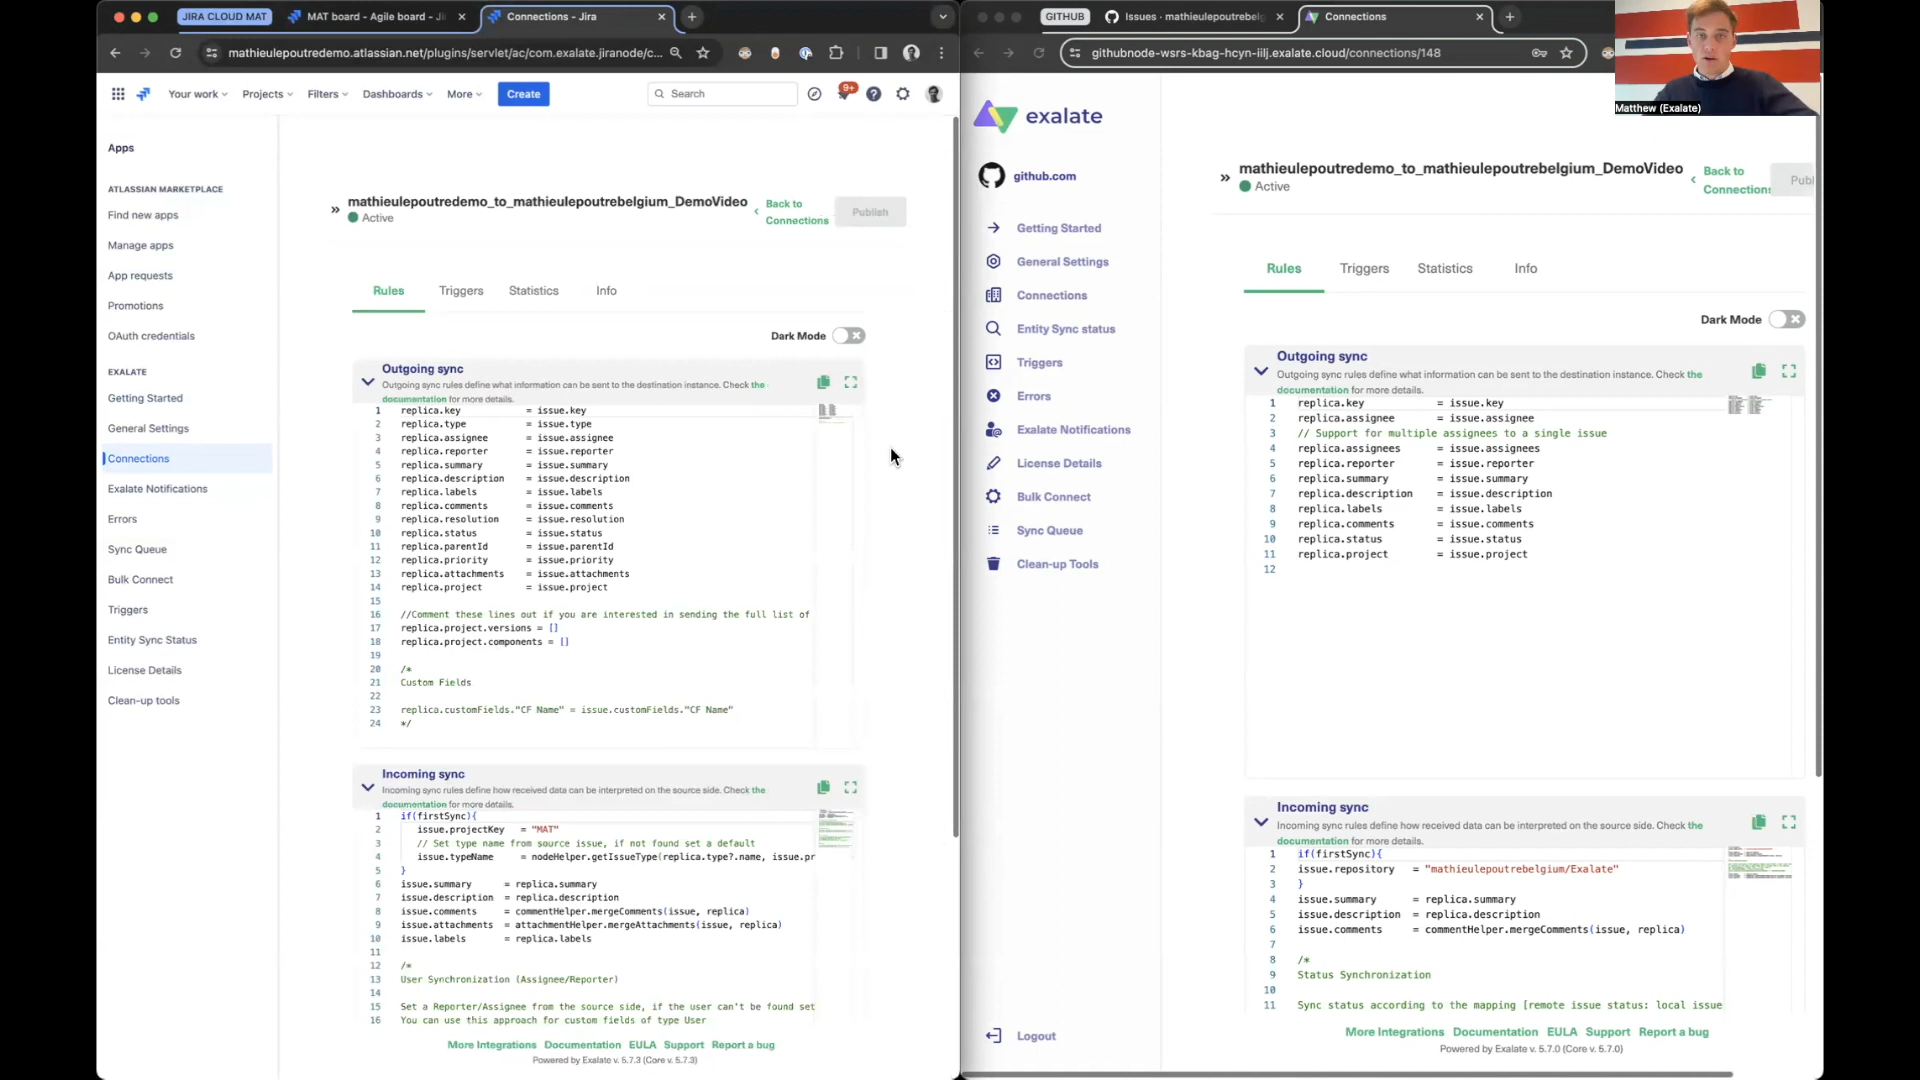 JIRA CLOUD MAT
MAT board - Agile board - Ji
Connections - Jira
mathieulepoutredemo.atlassian.net/plugins/servlet/ac/com.exalate.jiranode/c...
Your work
Projects
Filters
Dashboards
More
Create
Search
9+
Apps
ATLASSIAN MARKETPLACE
Find new apps
Manage apps
App requests
Promotions
OAuth credentials
EXALATE
Getting Started
General Settings
Connections
Exalate Notifications
Errors
Sync Queue
Bulk Connect
Triggers
Entity Sync Status
License Details
Clean-up tools
» mathieulepoutredemo_to_mathieulepoutrebelgium_DemoVideo
Active
Back to
Connections
Publish
Rules
Triggers
Statistics
Info
Dark Mode
Outgoing sync
Outgoing sync rules define what information can be sent to the destination instance. Check the
documentation for more details.
1 replica.key = issue.key
2 replica.type = issue.type
3 replica.assignee = issue.assignee
4 replica.reporter = issue.reporter
5 replica.summary = issue.summary
6 replica.description = issue.description
7 replica.labels = issue.labels
8 replica.comments = issue.comments
9 replica.resolution = issue.resolution
10 replica.status = issue.status
11 replica.parentId = issue.parentId
12 replica.priority = issue.priority
13 replica.attachments = issue.attachments
14 replica.project = issue.project
15
16 //Comment these lines out if you are interested in sending the full list of
17 replica.project.versions = []
18 replica.project.components = []
19
20 /*
21 Custom Fields
22
23 replica.customFields."CF Name" = issue.customFields."CF Name"
24 */
Incoming sync
Incoming sync rules define how received data can be interpreted on the source side. Check the
documentation for more details.
1 if(firstSync){
2 issue.projectKey = "MAT"
3 // Set type name from source issue, if not found set a default
4 issue.typeName = nodeHelper.getIssueType(replica.type?.name, issue.pr
5 }
6 issue.summary = replica.summary
7 issue.description = replica.description
8 issue.comments = commentHelper.mergeComments(issue, replica)
9 issue.attachments = attachmentHelper.mergeAttachments(issue, replica)
10 issue.labels = replica.labels
11
12 /*
13 User Synchronization (Assignee/Reporter)
14
15 Set a Reporter/Assignee from the source side, if the user can't be found set
16 You can use this approach for custom fields of type User
More Integrations Documentation EULA Support Report a bug
Powered by Exalate v. 5.7.3 (Core v. 5.7.3)
GITHUB
Issues · mathieulepoutrebelg
Connections
githubnode-wsrs-kbag-hcyn-iilj.exalate.cloud/connections/148
Matthew (Exalate)
exalate
github.com
Getting Started
General Settings
Connections
Entity Sync status
Triggers
Errors
Exalate Notifications
License Details
Bulk Connect
Sync Queue
Clean-up Tools
Logout
» mathieulepoutredemo_to_mathieulepoutrebelgium_DemoVideo
Active
Back to
Connections
Publ
Rules
Triggers
Statistics
Info
Dark Mode
Outgoing sync
Outgoing sync rules define what information can be sent to the destination instance. Check the
documentation for more details.
1 replica.key = issue.key
2 replica.assignee = issue.assignee
3 // Support for multiple assignees to a single issue
4 replica.assignees = issue.assignees
5 replica.reporter = issue.reporter
6 replica.summary = issue.summary
7 replica.description = issue.description
8 replica.labels = issue.labels
9 replica.comments = issue.comments
10 replica.status = issue.status
11 replica.project = issue.project
12
Incoming sync
Incoming sync rules define how received data can be interpreted on the source side. Check the
documentation for more details.
1 if(firstSync){
2 issue.repository = "mathieulepoutrebelgium/Exalate"
3 }
4 issue.summary = replica.summary
5 issue.description = replica.description
6 issue.comments = commentHelper.mergeComments(issue, replica)
7
8 /*
9 Status Synchronization
10
11 Sync status according to the mapping [remote issue status: local issue
More Integrations Documentation EULA Support Report a bug
Powered by Exalate v. 5.7.0 (Core v. 5.7.0)